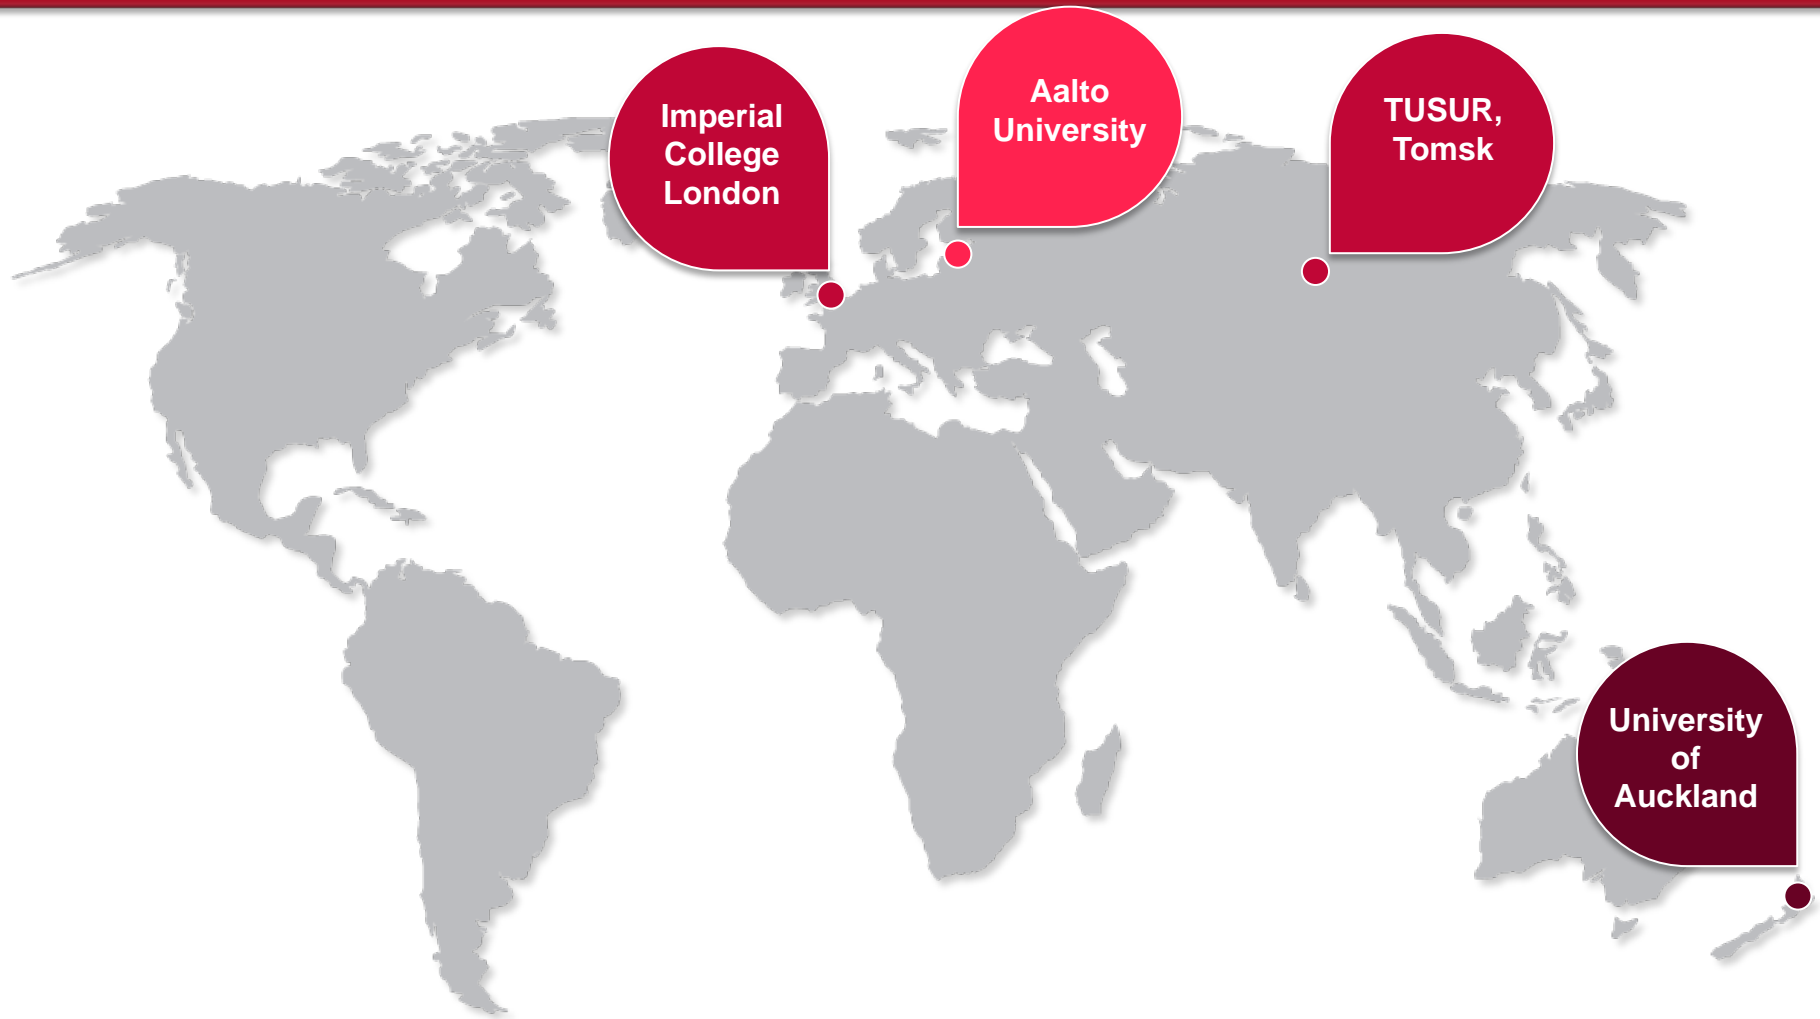 Imperial
College
London
Aalto
University
TUSUR,
Tomsk
University
of
Auckland